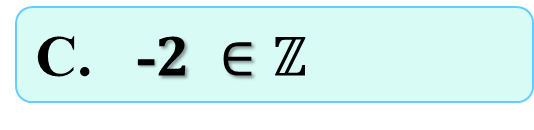 C. -2 ∈ ℤ